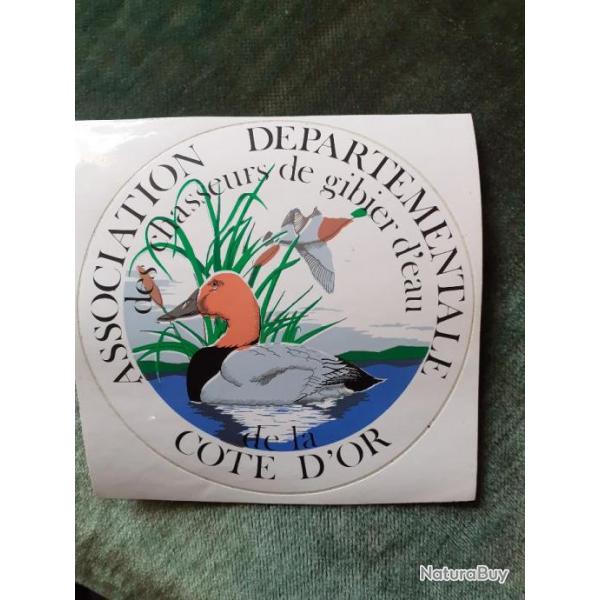 ASSOCIATION DEPARTEMENTALE
des chasseurs de gibier d'eau
de la
COTE D'OR
NaturaBuy